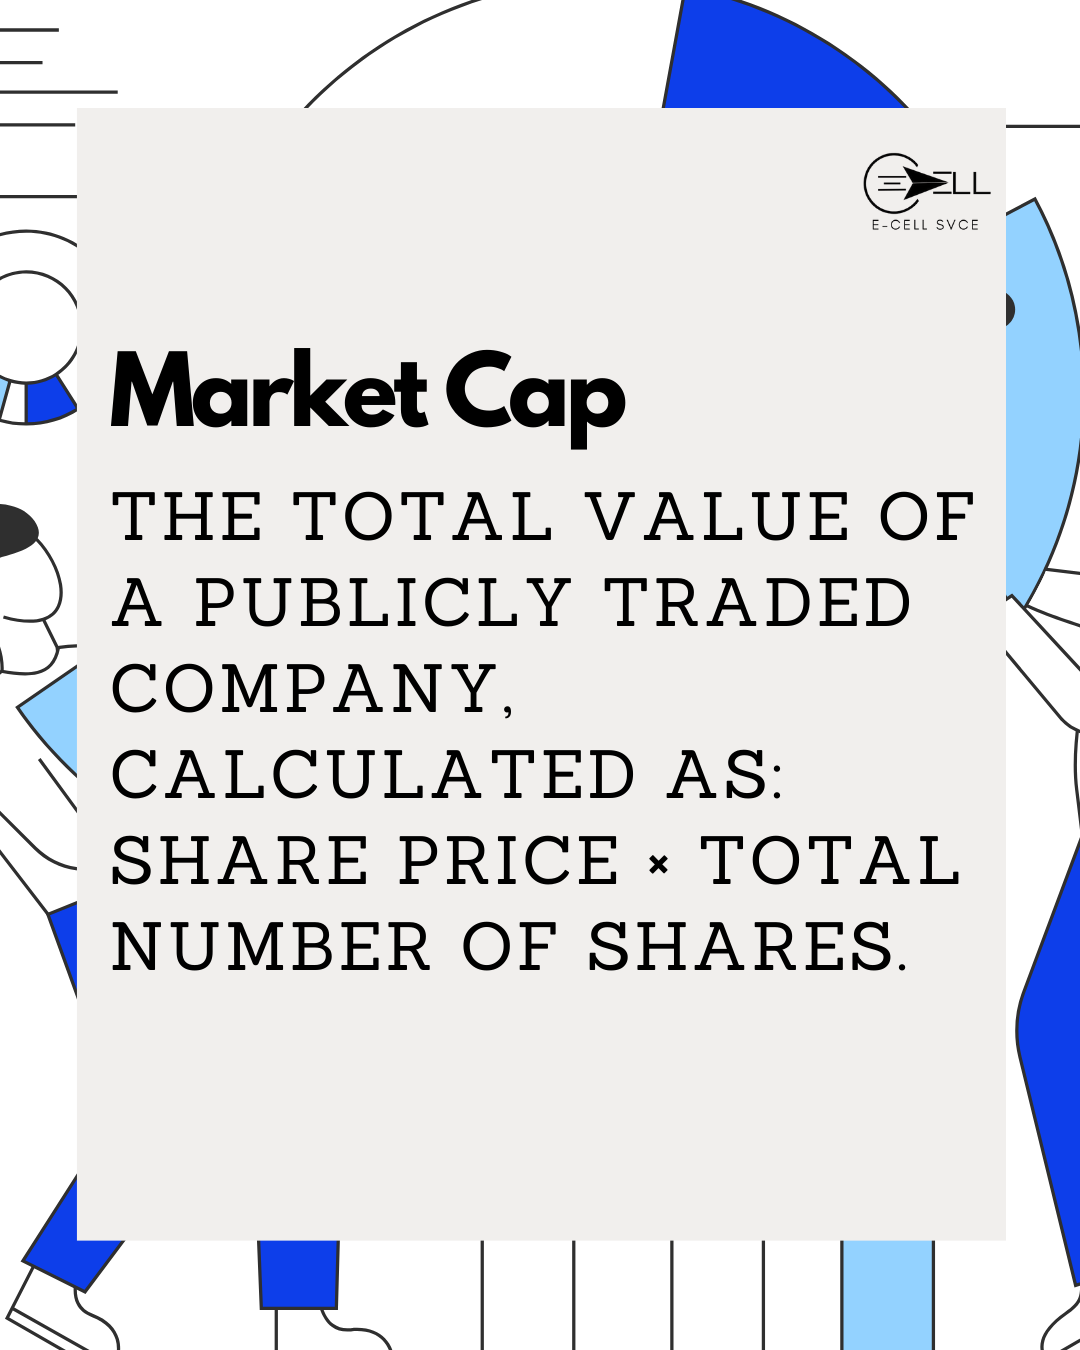 ELL
E-CELL SVCE
Market Cap
THE TOTAL VALUE OF
A PUBLICLY TRADED
COMPANY,
CALCULATED AS:
SHARE PRICE × TOTAL
NUMBER OF SHARES.